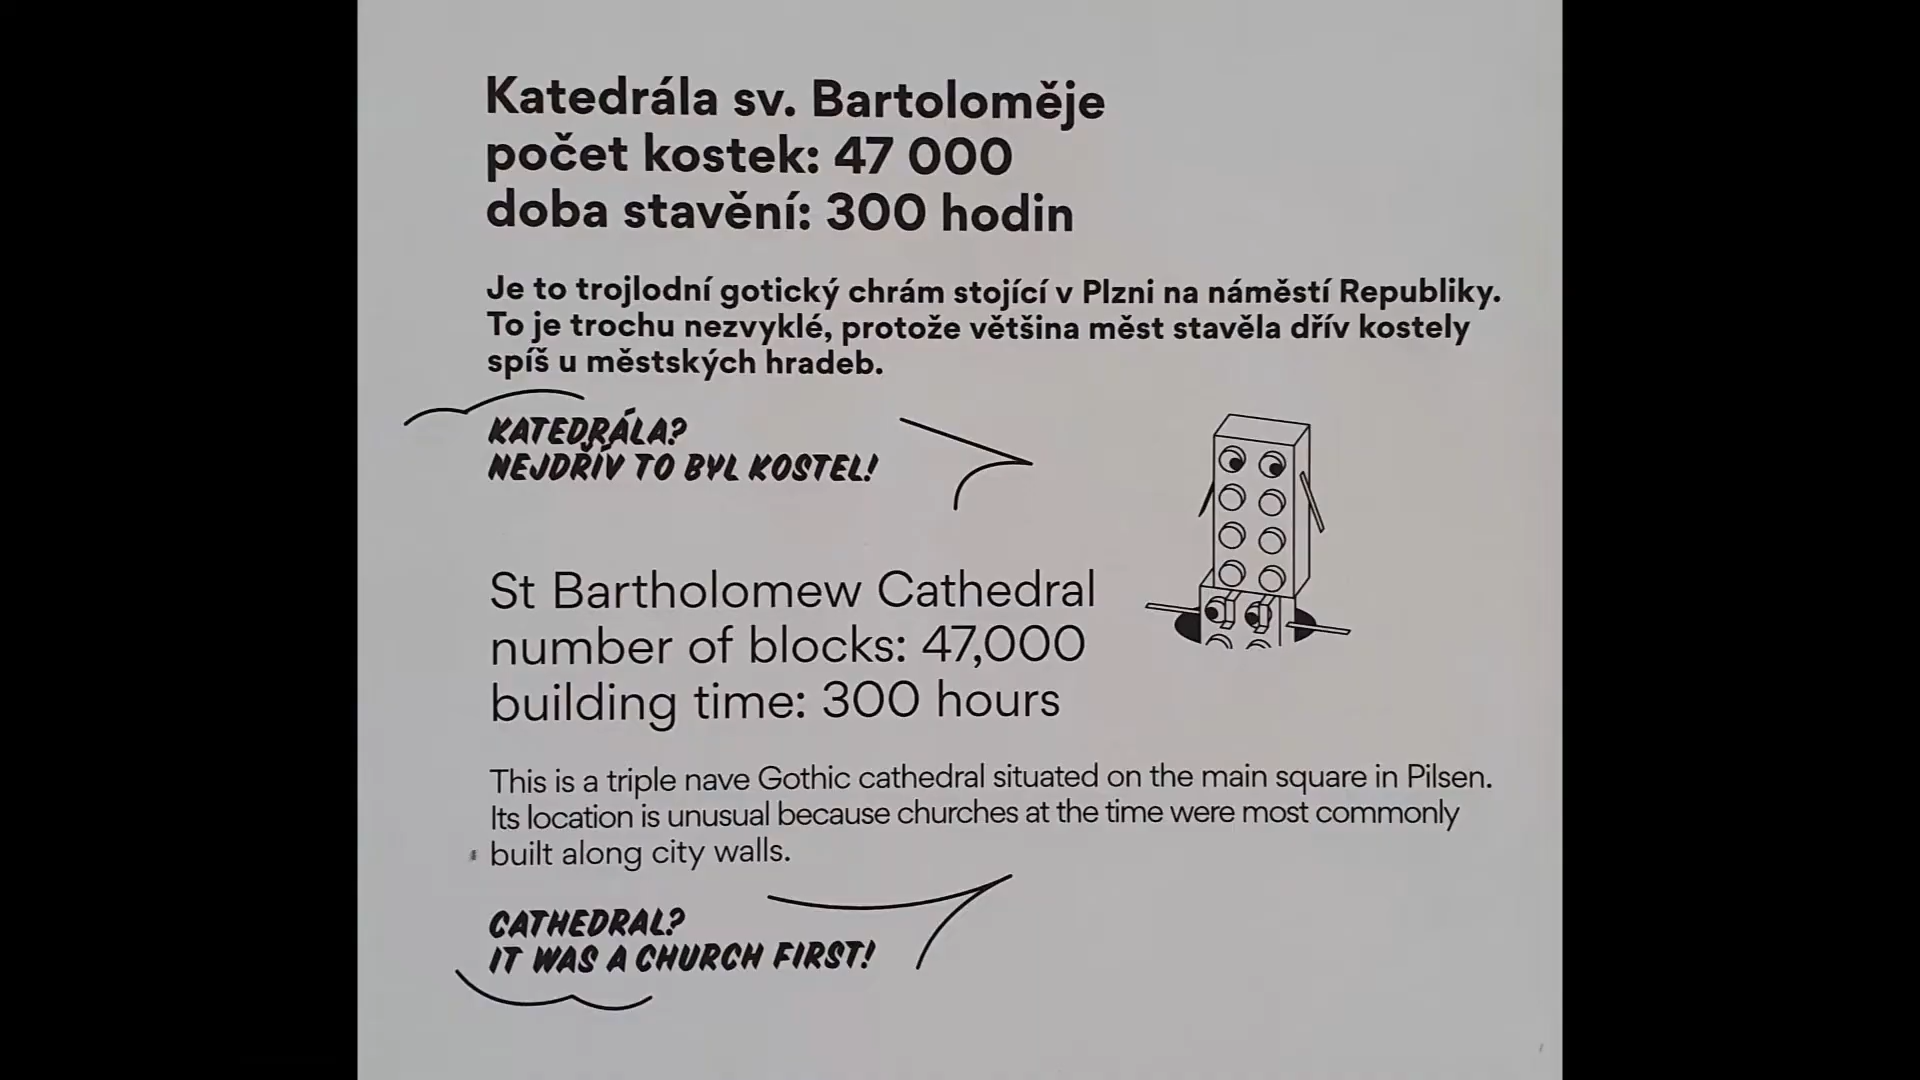 Katedrála sv. Bartoloměje
počet kostek: 47 000
doba stavění: 300 hodin
Je to trojlodní gotický chrám stojící v Plzni na náměstí Republiky.
To je trochu nezvyklé, protože většina měst stavěla dřív kostely
spíš u městských hradeb.
KATEDRÁLA?
NEJDŘÍV TO BYL KOSTEL!
St Bartholomew Cathedral
number of blocks: 47,000
building time: 300 hours
This is a triple nave Gothic cathedral situated on the main square in Pilsen.
Its location is unusual because churches at the time were most commonly
built along city walls.
CATHEDRAL?
IT WAS A CHURCH FIRST!